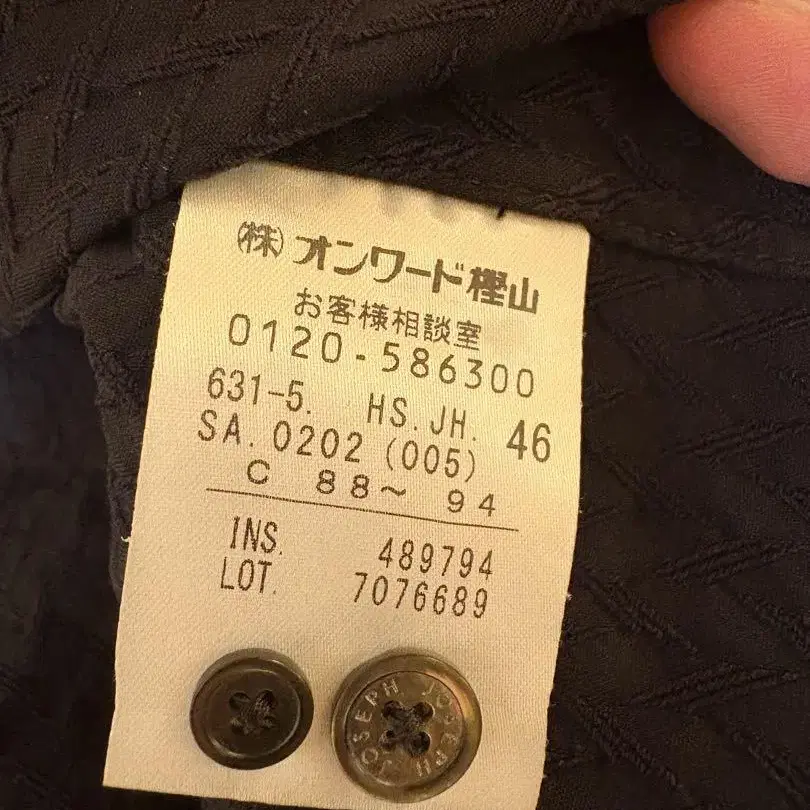 ㈱オンワード樫山
お客様相談室
0120-586300
631-5. HS.JH. 46
SA.0202 (005)
C 88～ 94
INS. 489794
LOT. 7076689
JOSEPH JOSEPH